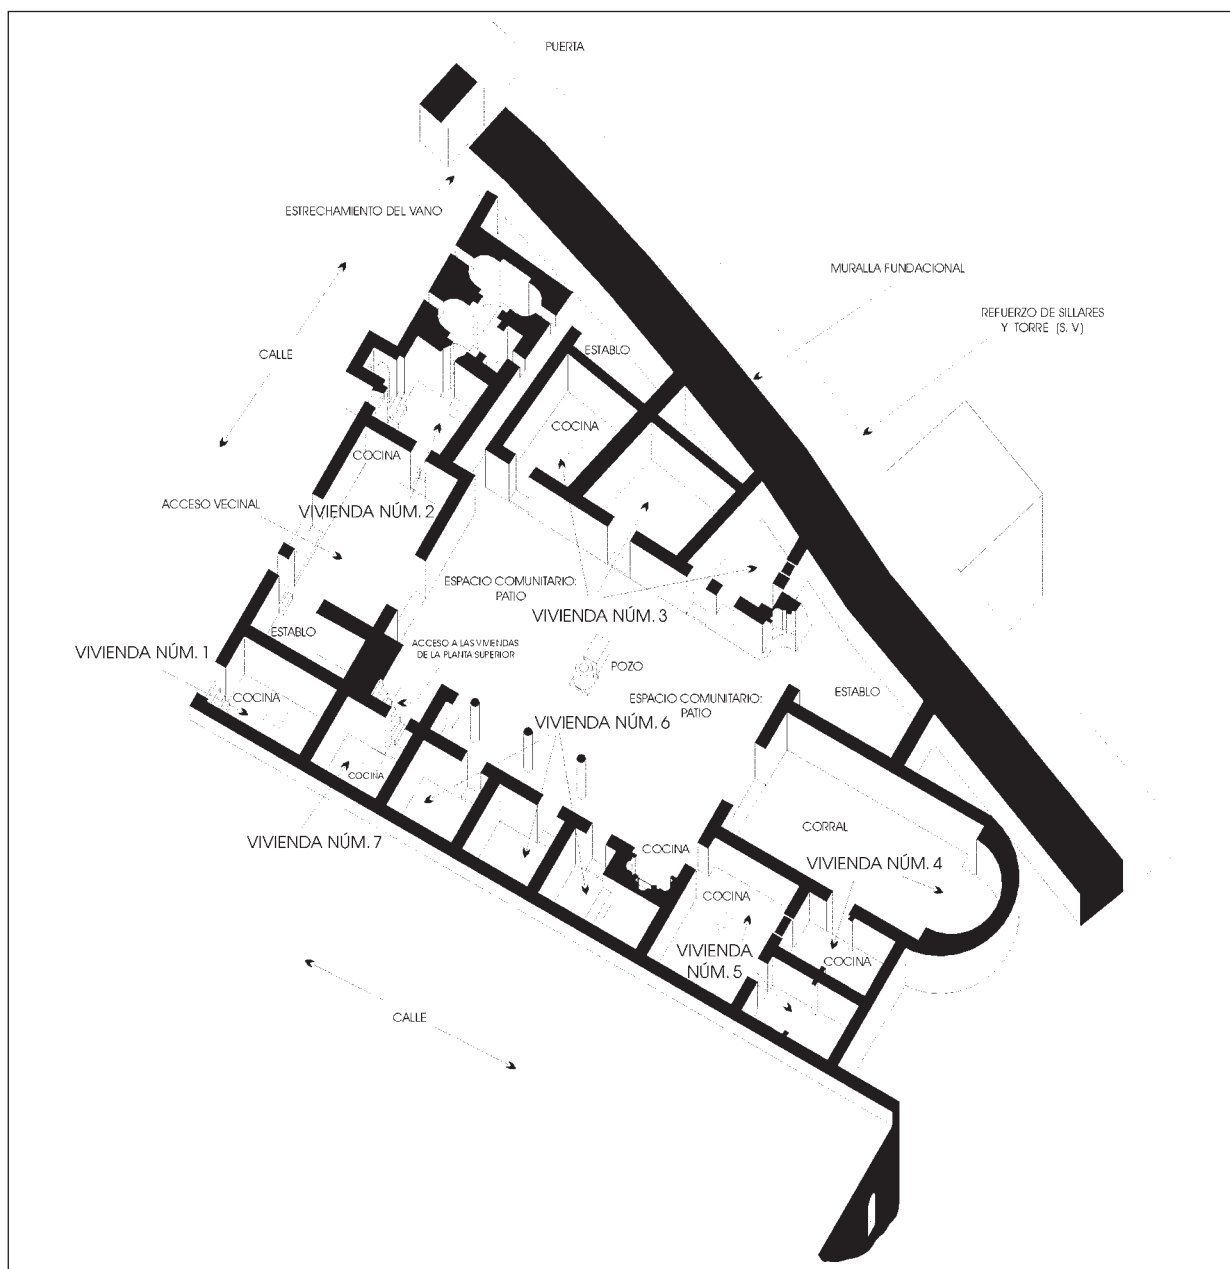 PUERTA
ESTRECHAMIENTO DEL VANO
MURALLA FUNDACIONAL
REFUERZO DE SILLARES
Y TORRE (S. V)
CALLE
ESTABLO
COCINA
COCINA
ACCESO VECINAL
VIVIENDA NÚM. 2
ESPACIO COMUNITARIO:
PATIO
VIVIENDA NÚM. 3
ESTABLO
VIVIENDA NÚM. 1
ACCESO A LAS VIVIENDAS
DE LA PLANTA SUPERIOR
POZO
COCINA
ESPACIO COMUNITARIO:
PATIO
ESTABLO
VIVIENDA NÚM. 6
COCINA
VIVIENDA NÚM. 7
CORRAL
COCINA
VIVIENDA NÚM. 4
COCINA
VIVIENDA
NÚM. 5
COCINA
CALLE